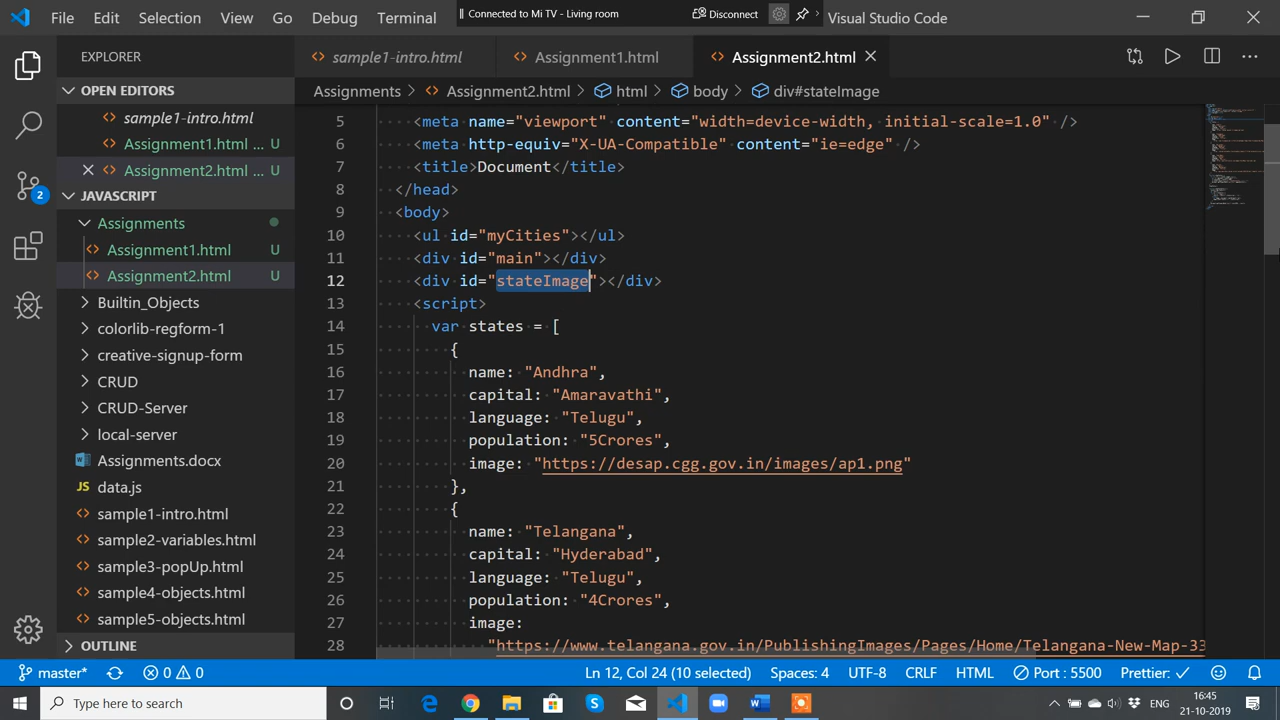 File Edit Selection View Go Debug Terminal Connected to Mi TV - Living room Disconnect Visual Studio Code
EXPLORER
sample1-intro.html Assignment1.html Assignment2.html
OPEN EDITORS
sample1-intro.html
Assignment1.html ... U
Assignment2.html ... U
JAVASCRIPT
Assignments
Assignment1.html U
Assignment2.html U
Builtin_Objects
colorlib-regform-1
creative-signup-form
CRUD
CRUD-Server
local-server
Assignments.docx
data.js
sample1-intro.html
sample2-variables.html
sample3-popUp.html
sample4-objects.html
sample5-objects.html
OUTLINE
2
Assignments > Assignment2.html > html > body > div#stateImage
5 <meta name="viewport" content="width=device-width, initial-scale=1.0" />
6 <meta http-equiv="X-UA-Compatible" content="ie=edge" />
7 <title>Document</title>
8 </head>
9 <body>
10 <ul id="myCities"></ul>
11 <div id="main"></div>
12 <div id="stateImage"></div>
13 <script>
14 var states = [
15 {
16 name: "Andhra",
17 capital: "Amaravathi",
18 language: "Telugu",
19 population: "5Crores",
20 image: "https://desap.cgg.gov.in/images/ap1.png"
21 },
22 {
23 name: "Telangana",
24 capital: "Hyderabad",
25 language: "Telugu",
26 population: "4Crores",
27 image:
28 "https://www.telangana.gov.in/PublishingImages/Pages/Home/Telangana-New-Map-33
master* 0 0 Ln 12, Col 24 (10 selected) Spaces: 4 UTF-8 CRLF HTML Port : 5500 Prettier: ✓
Type here to search
16:45
21-10-2019